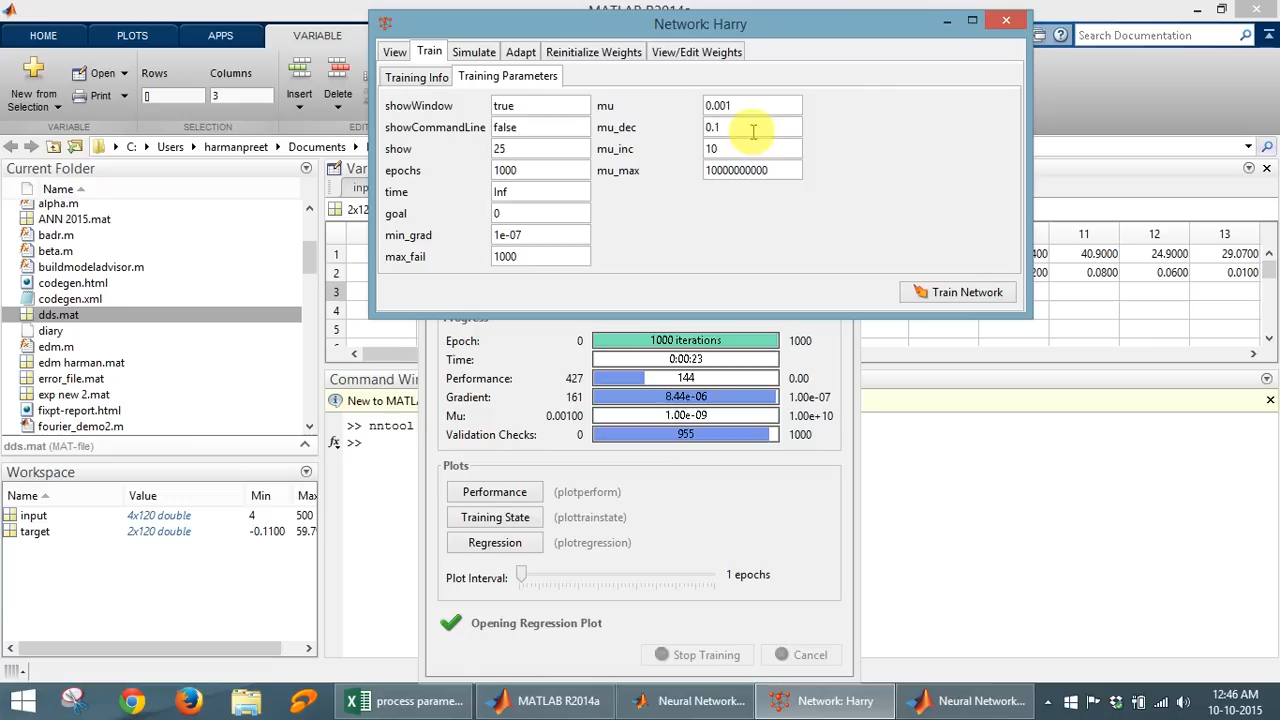 MATLAB R2014a
Network: Harry
HOME
PLOTS
APPS
VARIABLE
Search Documentation
View
Train
Simulate
Adapt
Reinitialize Weights
View/Edit Weights
Training Info
Training Parameters
New from
Selection
Open
Print
Rows
Columns
3
Insert
Delete
VARIABLE
SELECTION
showWindow true mu 0.001
showCommandLine false mu_dec 0.1
show 25 mu_inc 10
epochs 1000 mu_max 10000000000
time Inf
goal 0
min_grad 1e-07
max_fail 1000
Train Network
C: Users harmanpreet Documents
Current Folder
Name
alpha.m
ANN 2015.mat
badr.m
beta.m
buildmodeladvisor.m
codegen.html
codegen.xml
dds.mat
diary
edm.m
edm harman.mat
error_file.mat
exp new 2.mat
fixpt-report.html
fourier_demo2.m
dds.mat (MAT-file)
Workspace
Name Value Min Max
input 4x120 double 4 500
target 2x120 double -0.1100
1
2
3
4
5
11 12 13
400 40.9000 24.9000 29.0700
200 0.0800 0.0600 0.0100
New to MATL
>> nntool
fx >>
Progress
Epoch: 0 1000 iterations 1000
Time: 0:00:23
Performance: 427 144 0.00
Gradient: 161 8.44e-06 1.00e-07
Mu: 0.00100 1.00e-09 1.00e+10
Validation Checks: 0 955 1000
Plots
Performance (plotperform)
Training State (plottrainstate)
Regression (plotregression)
Plot Interval: 1 epochs
Opening Regression Plot
Stop Training
Cancel
process parame...
MATLAB R2014a
Neural Network...
Network: Harry
Neural Network...
12:46 AM
10-10-2015